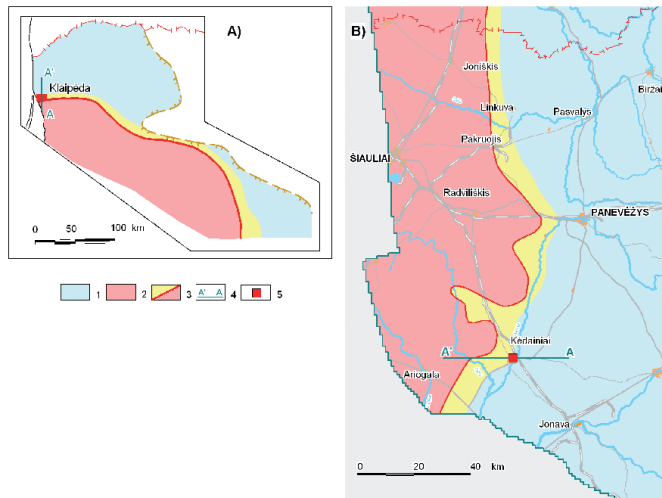 A)
A'
Klaipėda
A
0 50 100 km
1 2 3 A' A 4 5
B)
Joniškis
Biržai
Linkuva
Pasvalys
Pakruojis
ŠIAULIAI
Radviliškis
PANEVĖŽYS
Kėdainiai
A' A
Ariogala
Jonava
0 20 40 km